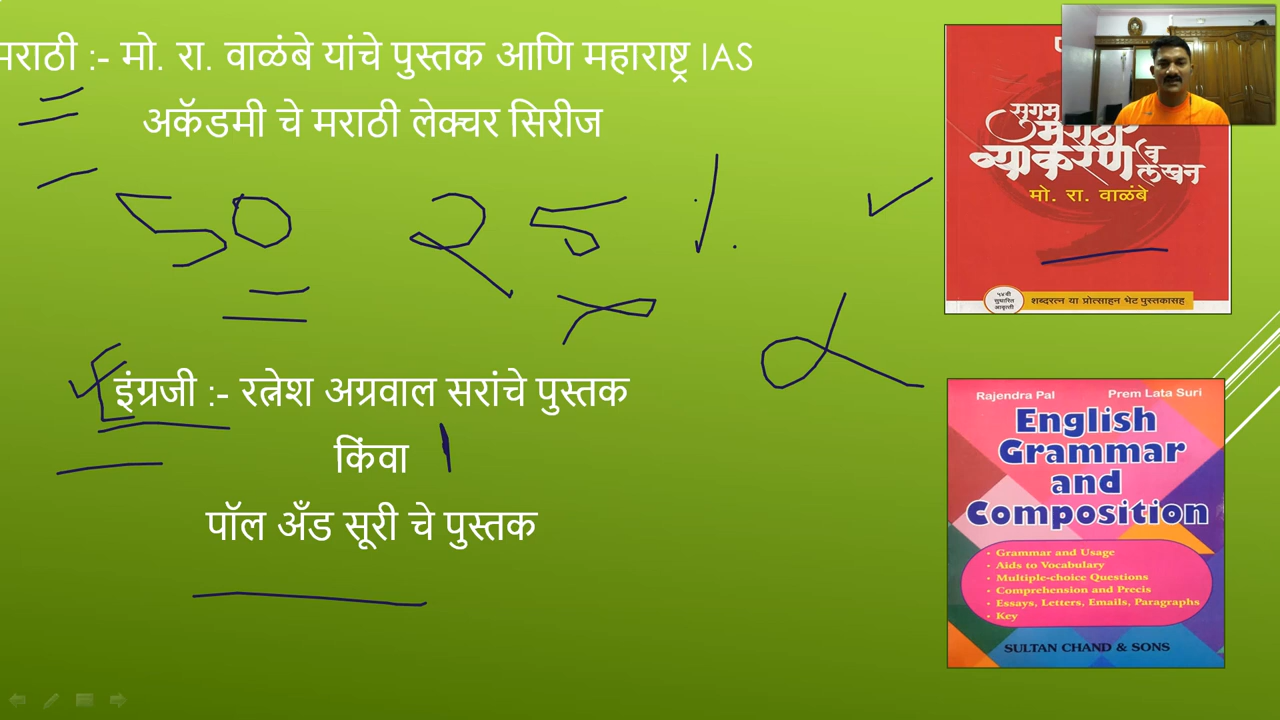 मराठी :- मो. रा. वाळंबे यांचे पुस्तक आणि महाराष्ट्र IAS
अकॅडमी चे मराठी लेक्चर सिरीज
50 25 %.
इंग्रजी :- रत्नेश अग्रवाल सरांचे पुस्तक
किंवा
पॉल अँड सूरी चे पुस्तक
सुगम
मराठी
व्याकरण व
लेखन
मो. रा. वाळंबे
५४वी
सुधारित
आवृत्ती
शब्दरत्न या प्रोत्साहन भेट पुस्तकासह
Rajendra Pal Prem Lata Suri
English
Grammar
and
Composition
• Grammar and Usage
• Aids to Vocabulary
• Multiple-choice Questions
• Comprehension and Precis
• Essays, Letters, Emails, Paragraphs
• Key
SULTAN CHAND & SONS